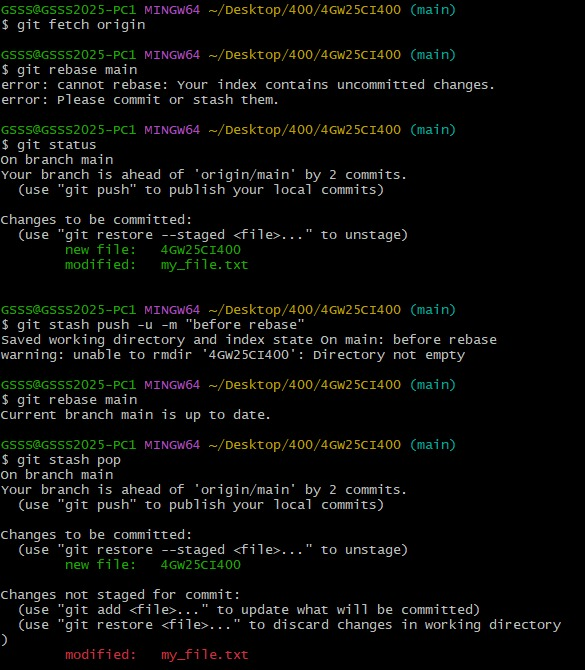 GSSS@GSSS2025-PC1 MINGW64 ~/Desktop/400/4GW25CI400 (main)
$ git fetch origin
GSSS@GSSS2025-PC1 MINGW64 ~/Desktop/400/4GW25CI400 (main)
$ git rebase main
error: cannot rebase: Your index contains uncommitted changes.
error: Please commit or stash them.
GSSS@GSSS2025-PC1 MINGW64 ~/Desktop/400/4GW25CI400 (main)
$ git status
On branch main
Your branch is ahead of 'origin/main' by 2 commits.
  (use "git push" to publish your local commits)
Changes to be committed:
  (use "git restore --staged <file>..." to unstage)
        new file:   4GW25CI400
        modified:   my_file.txt
GSSS@GSSS2025-PC1 MINGW64 ~/Desktop/400/4GW25CI400 (main)
$ git stash push -u -m "before rebase"
Saved working directory and index state On main: before rebase
warning: unable to rmdir '4GW25CI400': Directory not empty
GSSS@GSSS2025-PC1 MINGW64 ~/Desktop/400/4GW25CI400 (main)
$ git rebase main
Current branch main is up to date.
GSSS@GSSS2025-PC1 MINGW64 ~/Desktop/400/4GW25CI400 (main)
$ git stash pop
On branch main
Your branch is ahead of 'origin/main' by 2 commits.
  (use "git push" to publish your local commits)
Changes to be committed:
  (use "git restore --staged <file>..." to unstage)
        new file:   4GW25CI400
Changes not staged for commit:
  (use "git add <file>..." to update what will be committed)
  (use "git restore <file>..." to discard changes in working directory
)
        modified:   my_file.txt